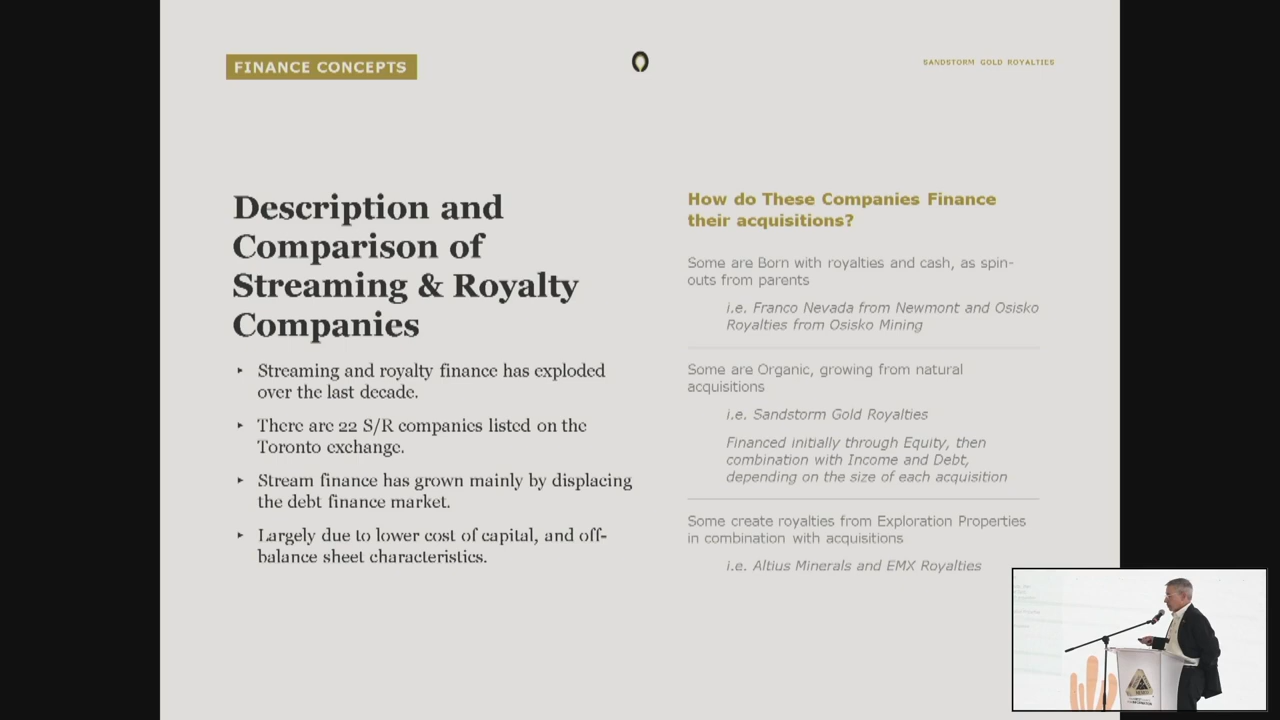 FINANCE CONCEPTS
SANDSTORM GOLD ROYALTIES
Description and
Comparison of
Streaming & Royalty
Companies
‣ Streaming and royalty finance has exploded
over the last decade.
‣ There are 22 S/R companies listed on the
Toronto exchange.
‣ Stream finance has grown mainly by displacing
the debt finance market.
‣ Largely due to lower cost of capital, and off-
balance sheet characteristics.
How do These Companies Finance
their acquisitions?
Some are Born with royalties and cash, as spin-
outs from parents
i.e. Franco Nevada from Newmont and Osisko
Royalties from Osisko Mining
Some are Organic, growing from natural
acquisitions
i.e. Sandstorm Gold Royalties
Financed initially through Equity, then
combination with Income and Debt,
depending on the size of each acquisition
Some create royalties from Exploration Properties
in combination with acquisitions
i.e. Altius Minerals and EMX Royalties